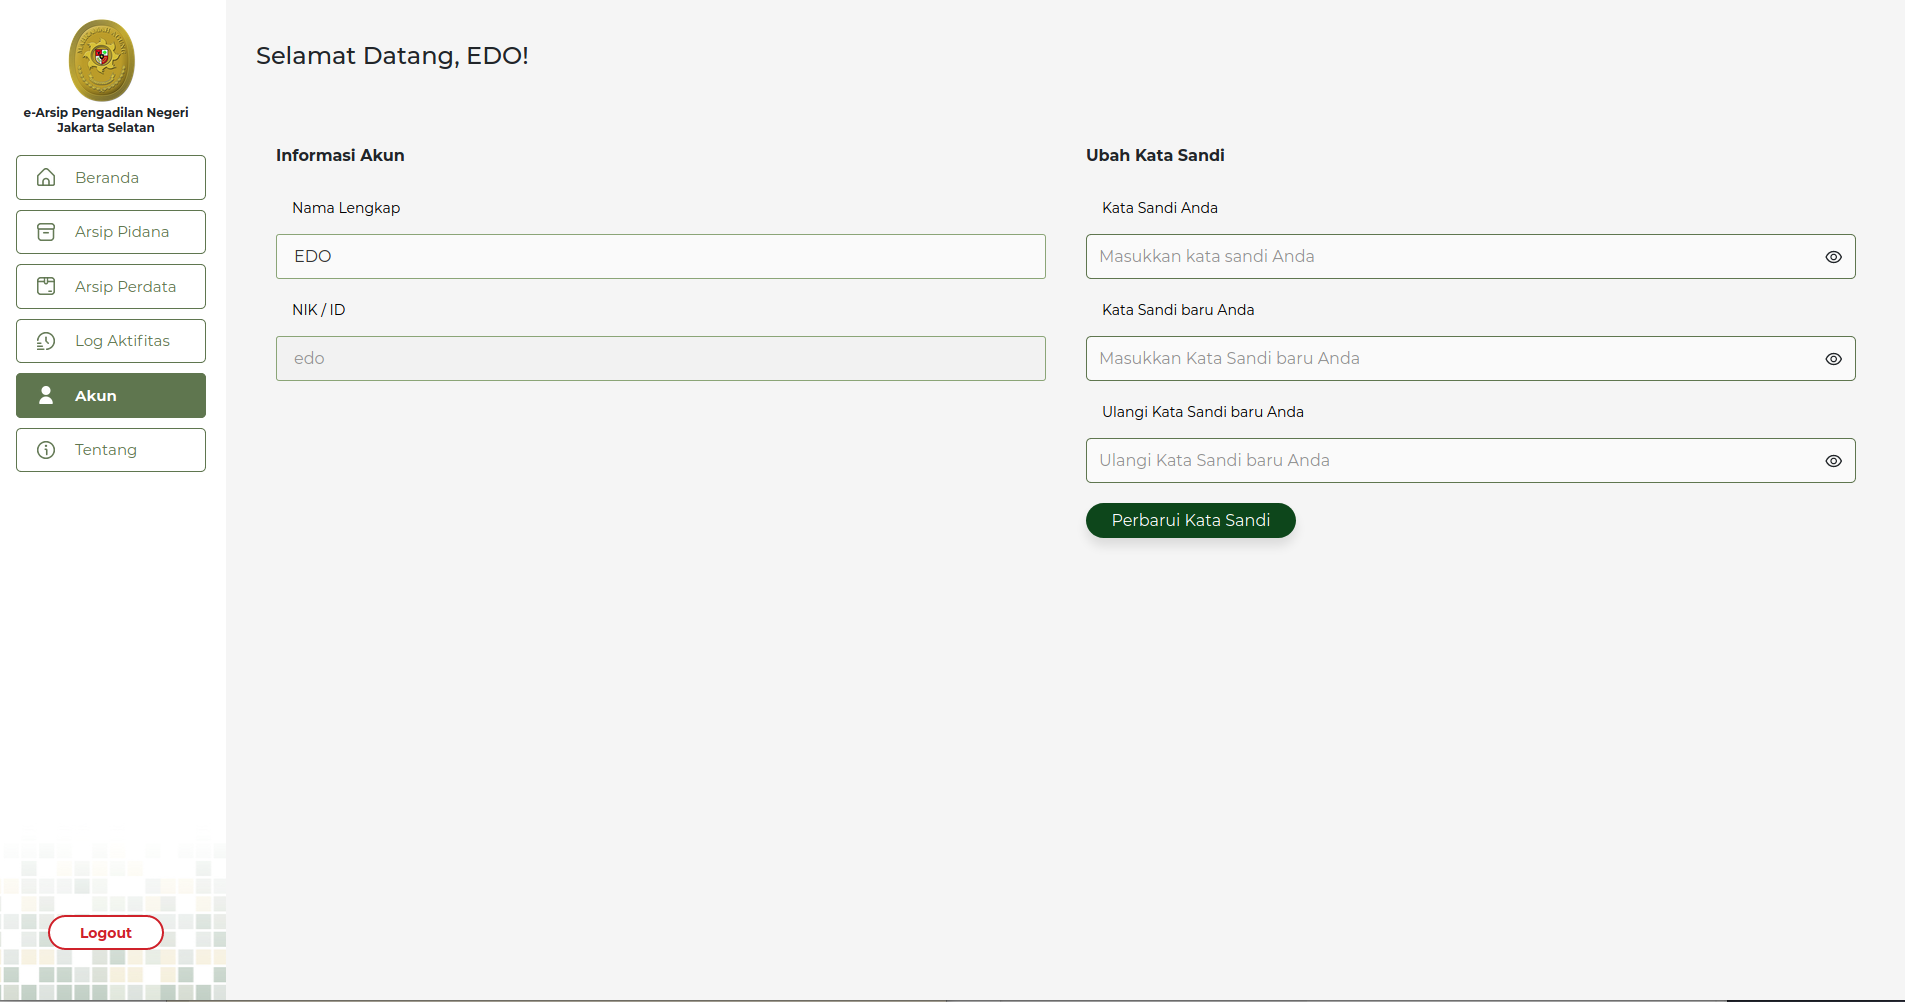 e-Arsip Pengadilan Negeri
Jakarta Selatan
Beranda
Arsip Pidana
Arsip Perdata
Log Aktifitas
Akun
Tentang
Logout
Selamat Datang, EDO!
Informasi Akun
Nama Lengkap
EDO
NIK / ID
edo
Ubah Kata Sandi
Kata Sandi Anda
Masukkan kata sandi Anda
Kata Sandi baru Anda
Masukkan Kata Sandi baru Anda
Ulangi Kata Sandi baru Anda
Ulangi Kata Sandi baru Anda
Perbarui Kata Sandi